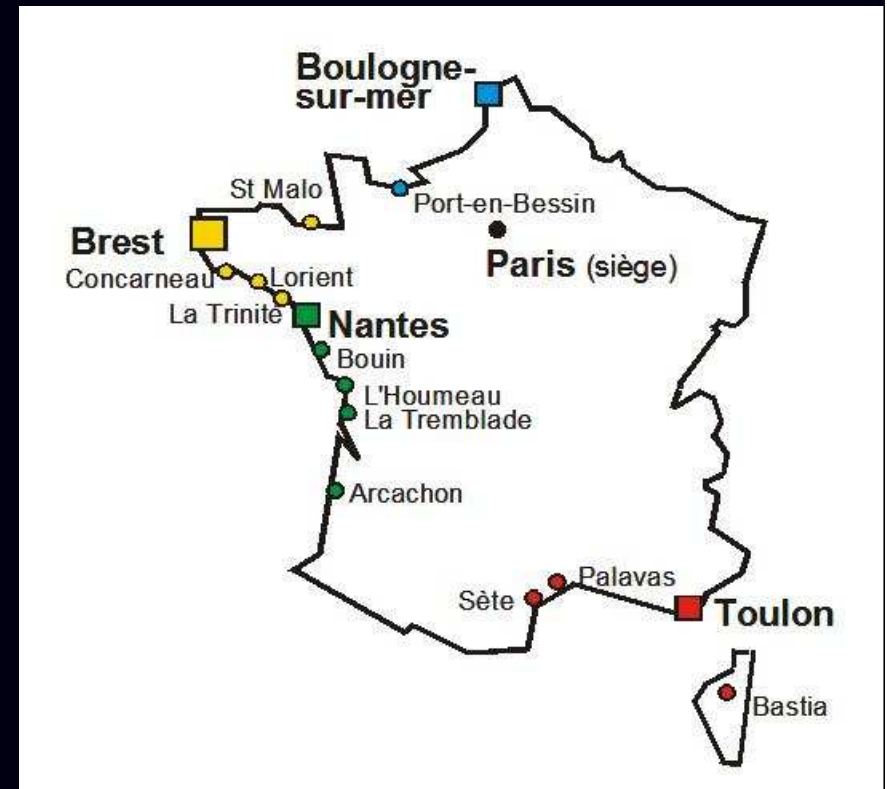 Boulogne-
sur-mer
St Malo
Port-en-Bessin
Brest
Paris (siège)
Concarneau
Lorient
La Trinité
Nantes
Bouin
L'Houmeau
La Tremblade
Arcachon
Palavas
Sète
Toulon
Bastia